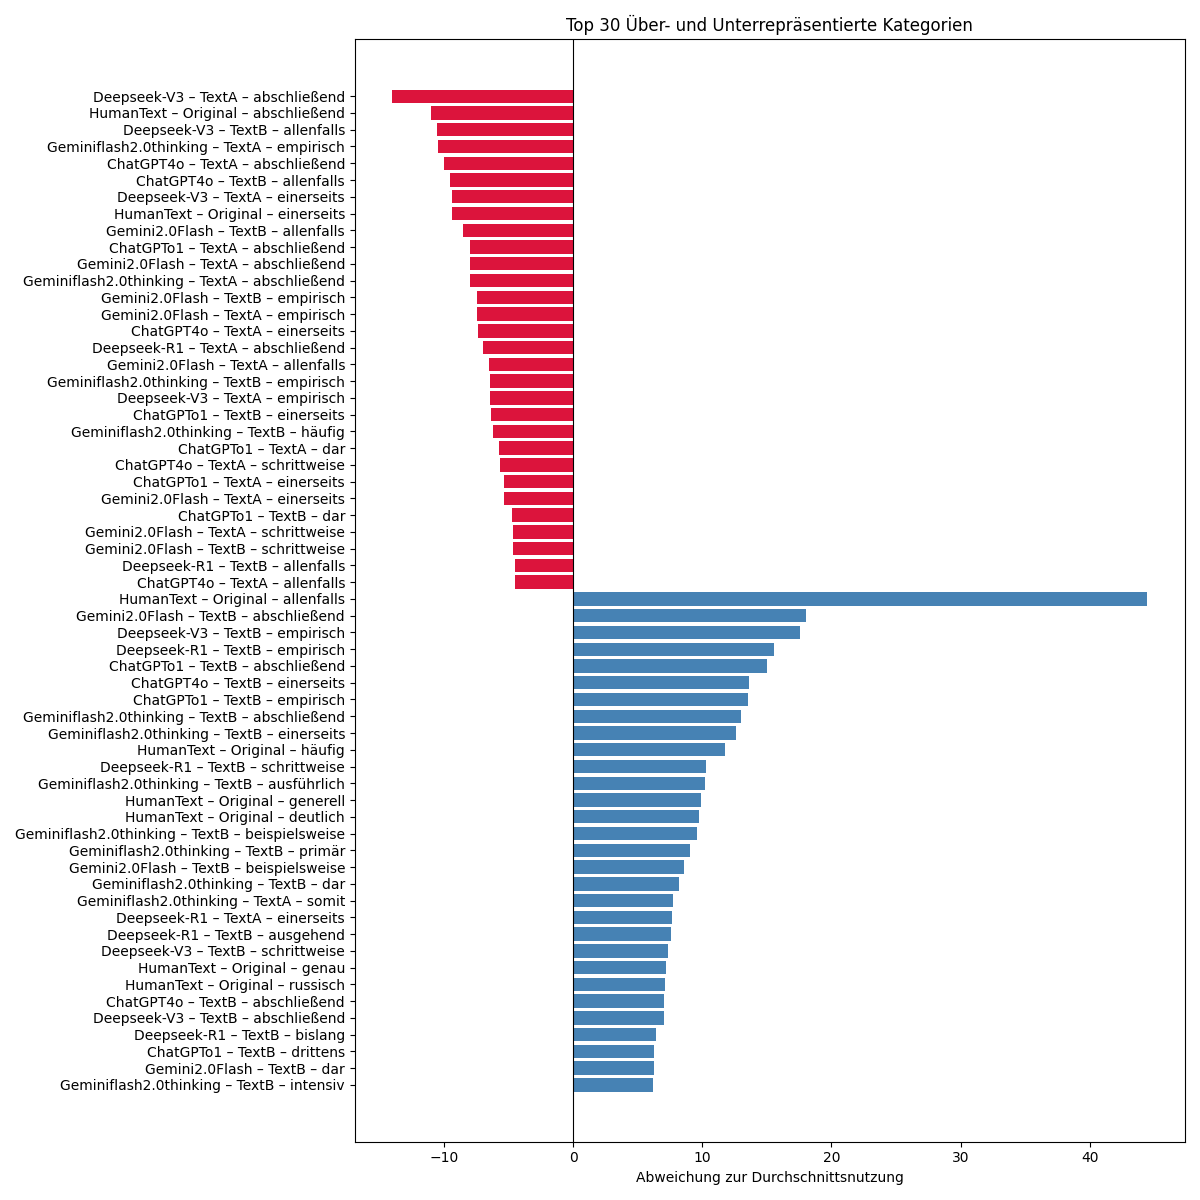 Top 30 Über- und Unterrepräsentierte Kategorien
Deepseek-V3 – TextA – abschließend
HumanText – Original – abschließend
Deepseek-V3 – TextB – allenfalls
Geminiflash2.0thinking – TextA – empirisch
ChatGPT4o – TextA – abschließend
ChatGPT4o – TextB – allenfalls
Deepseek-V3 – TextA – einerseits
HumanText – Original – einerseits
Gemini2.0Flash – TextB – allenfalls
ChatGPTo1 – TextA – abschließend
Gemini2.0Flash – TextA – abschließend
Geminiflash2.0thinking – TextA – abschließend
Gemini2.0Flash – TextB – empirisch
Gemini2.0Flash – TextA – empirisch
ChatGPT4o – TextA – einerseits
Deepseek-R1 – TextA – abschließend
Gemini2.0Flash – TextA – allenfalls
Geminiflash2.0thinking – TextB – empirisch
Deepseek-V3 – TextA – empirisch
ChatGPTo1 – TextB – einerseits
Geminiflash2.0thinking – TextB – häufig
ChatGPTo1 – TextA – dar
ChatGPT4o – TextA – schrittweise
ChatGPTo1 – TextA – einerseits
Gemini2.0Flash – TextA – einerseits
ChatGPTo1 – TextB – dar
Gemini2.0Flash – TextA – schrittweise
Gemini2.0Flash – TextB – schrittweise
Deepseek-R1 – TextB – allenfalls
ChatGPT4o – TextA – allenfalls
HumanText – Original – allenfalls
Gemini2.0Flash – TextB – abschließend
Deepseek-V3 – TextB – empirisch
Deepseek-R1 – TextB – empirisch
ChatGPTo1 – TextB – abschließend
ChatGPT4o – TextB – einerseits
ChatGPTo1 – TextB – empirisch
Geminiflash2.0thinking – TextB – abschließend
Geminiflash2.0thinking – TextB – einerseits
HumanText – Original – häufig
Deepseek-R1 – TextB – schrittweise
Geminiflash2.0thinking – TextB – ausführlich
HumanText – Original – generell
HumanText – Original – deutlich
Geminiflash2.0thinking – TextB – beispielsweise
Geminiflash2.0thinking – TextB – primär
Gemini2.0Flash – TextB – beispielsweise
Geminiflash2.0thinking – TextB – dar
Geminiflash2.0thinking – TextA – somit
Deepseek-R1 – TextA – einerseits
Deepseek-R1 – TextB – ausgehend
Deepseek-V3 – TextB – schrittweise
HumanText – Original – genau
HumanText – Original – russisch
ChatGPT4o – TextB – abschließend
Deepseek-V3 – TextB – abschließend
Deepseek-R1 – TextB – bislang
ChatGPTo1 – TextB – drittens
Gemini2.0Flash – TextB – dar
Geminiflash2.0thinking – TextB – intensiv
−10 0 10 20 30 40
Abweichung zur Durchschnittsnutzung